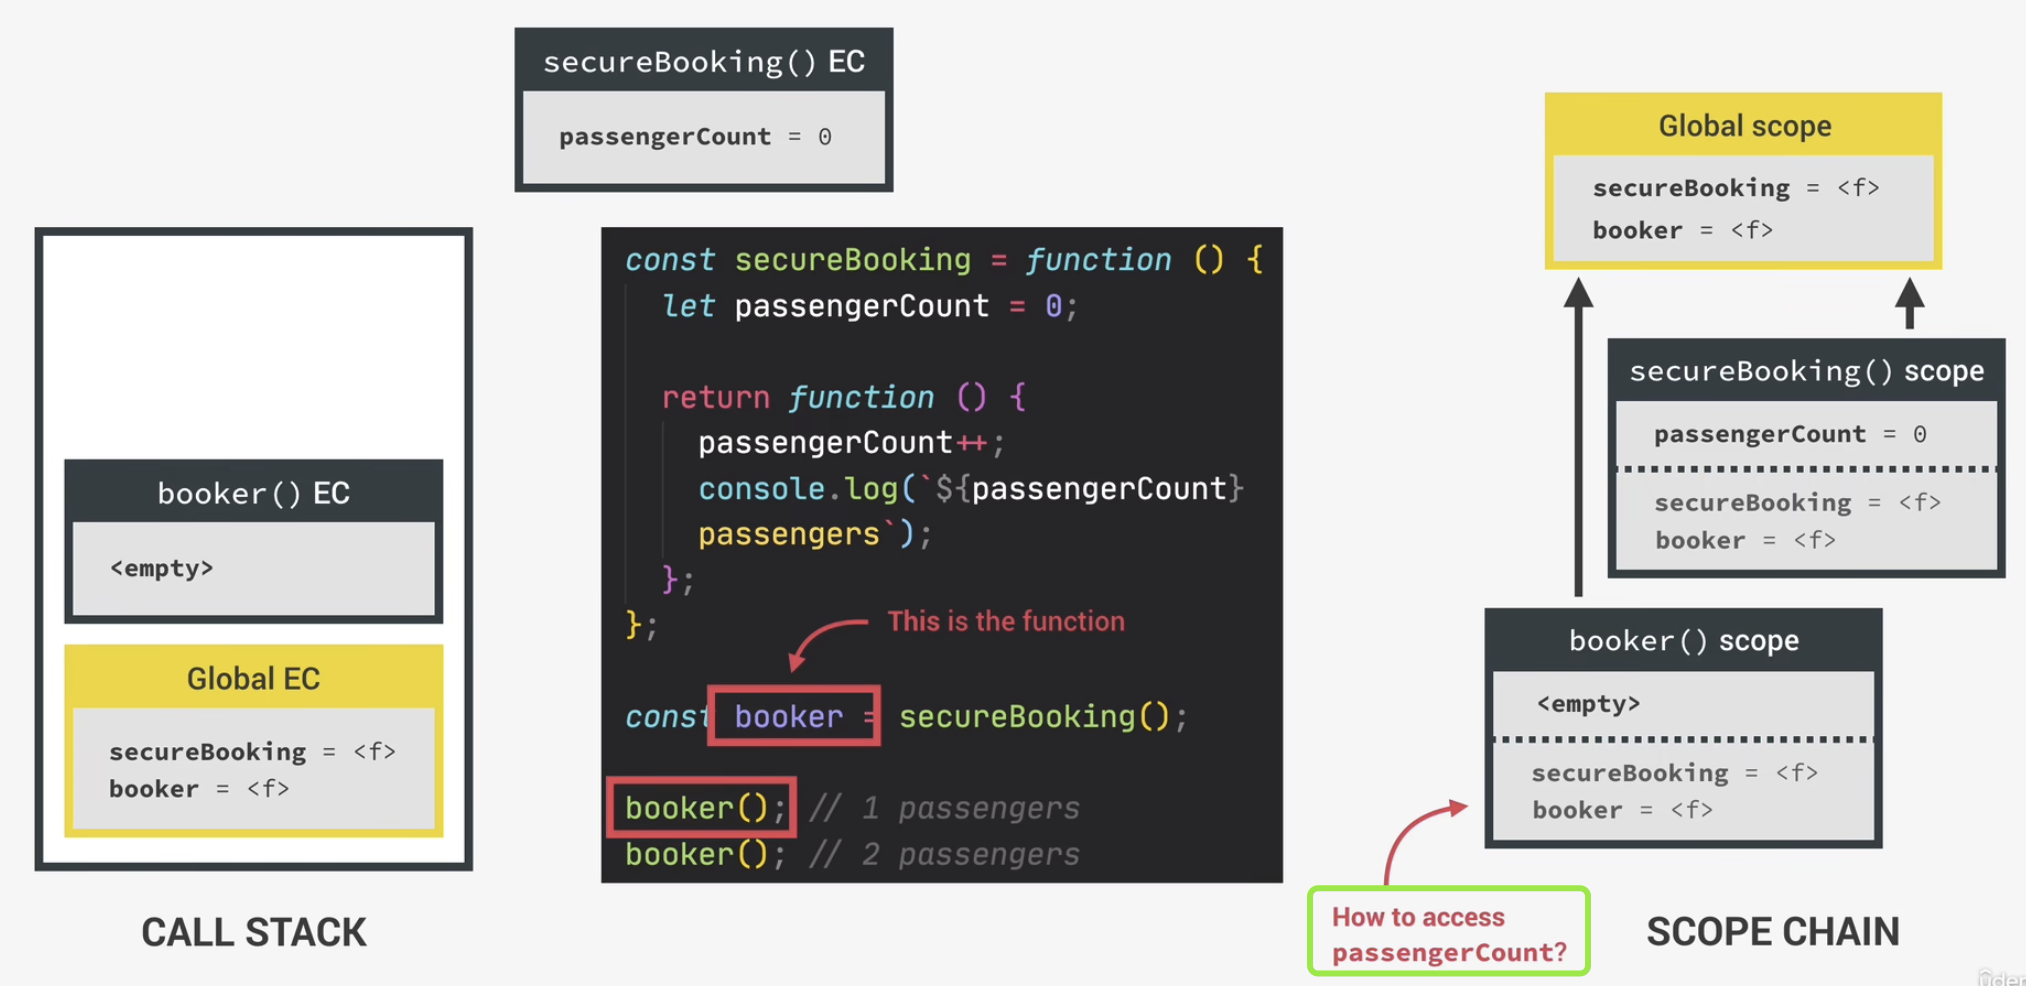 secureBooking() EC
passengerCount = 0
booker() EC
<empty>
Global EC
secureBooking = <f>
booker = <f>
CALL STACK
const secureBooking = function () {
let passengerCount = 0;
return function () {
passengerCount++;
console.log(`${passengerCount}
passengers`);
};
};
This is the function
const booker = secureBooking();
booker(); // 1 passengers
booker(); // 2 passengers
Global scope
secureBooking = <f>
booker = <f>
secureBooking() scope
passengerCount = 0
secureBooking = <f>
booker = <f>
booker() scope
<empty>
secureBooking = <f>
booker = <f>
How to access
passengerCount?
SCOPE CHAIN